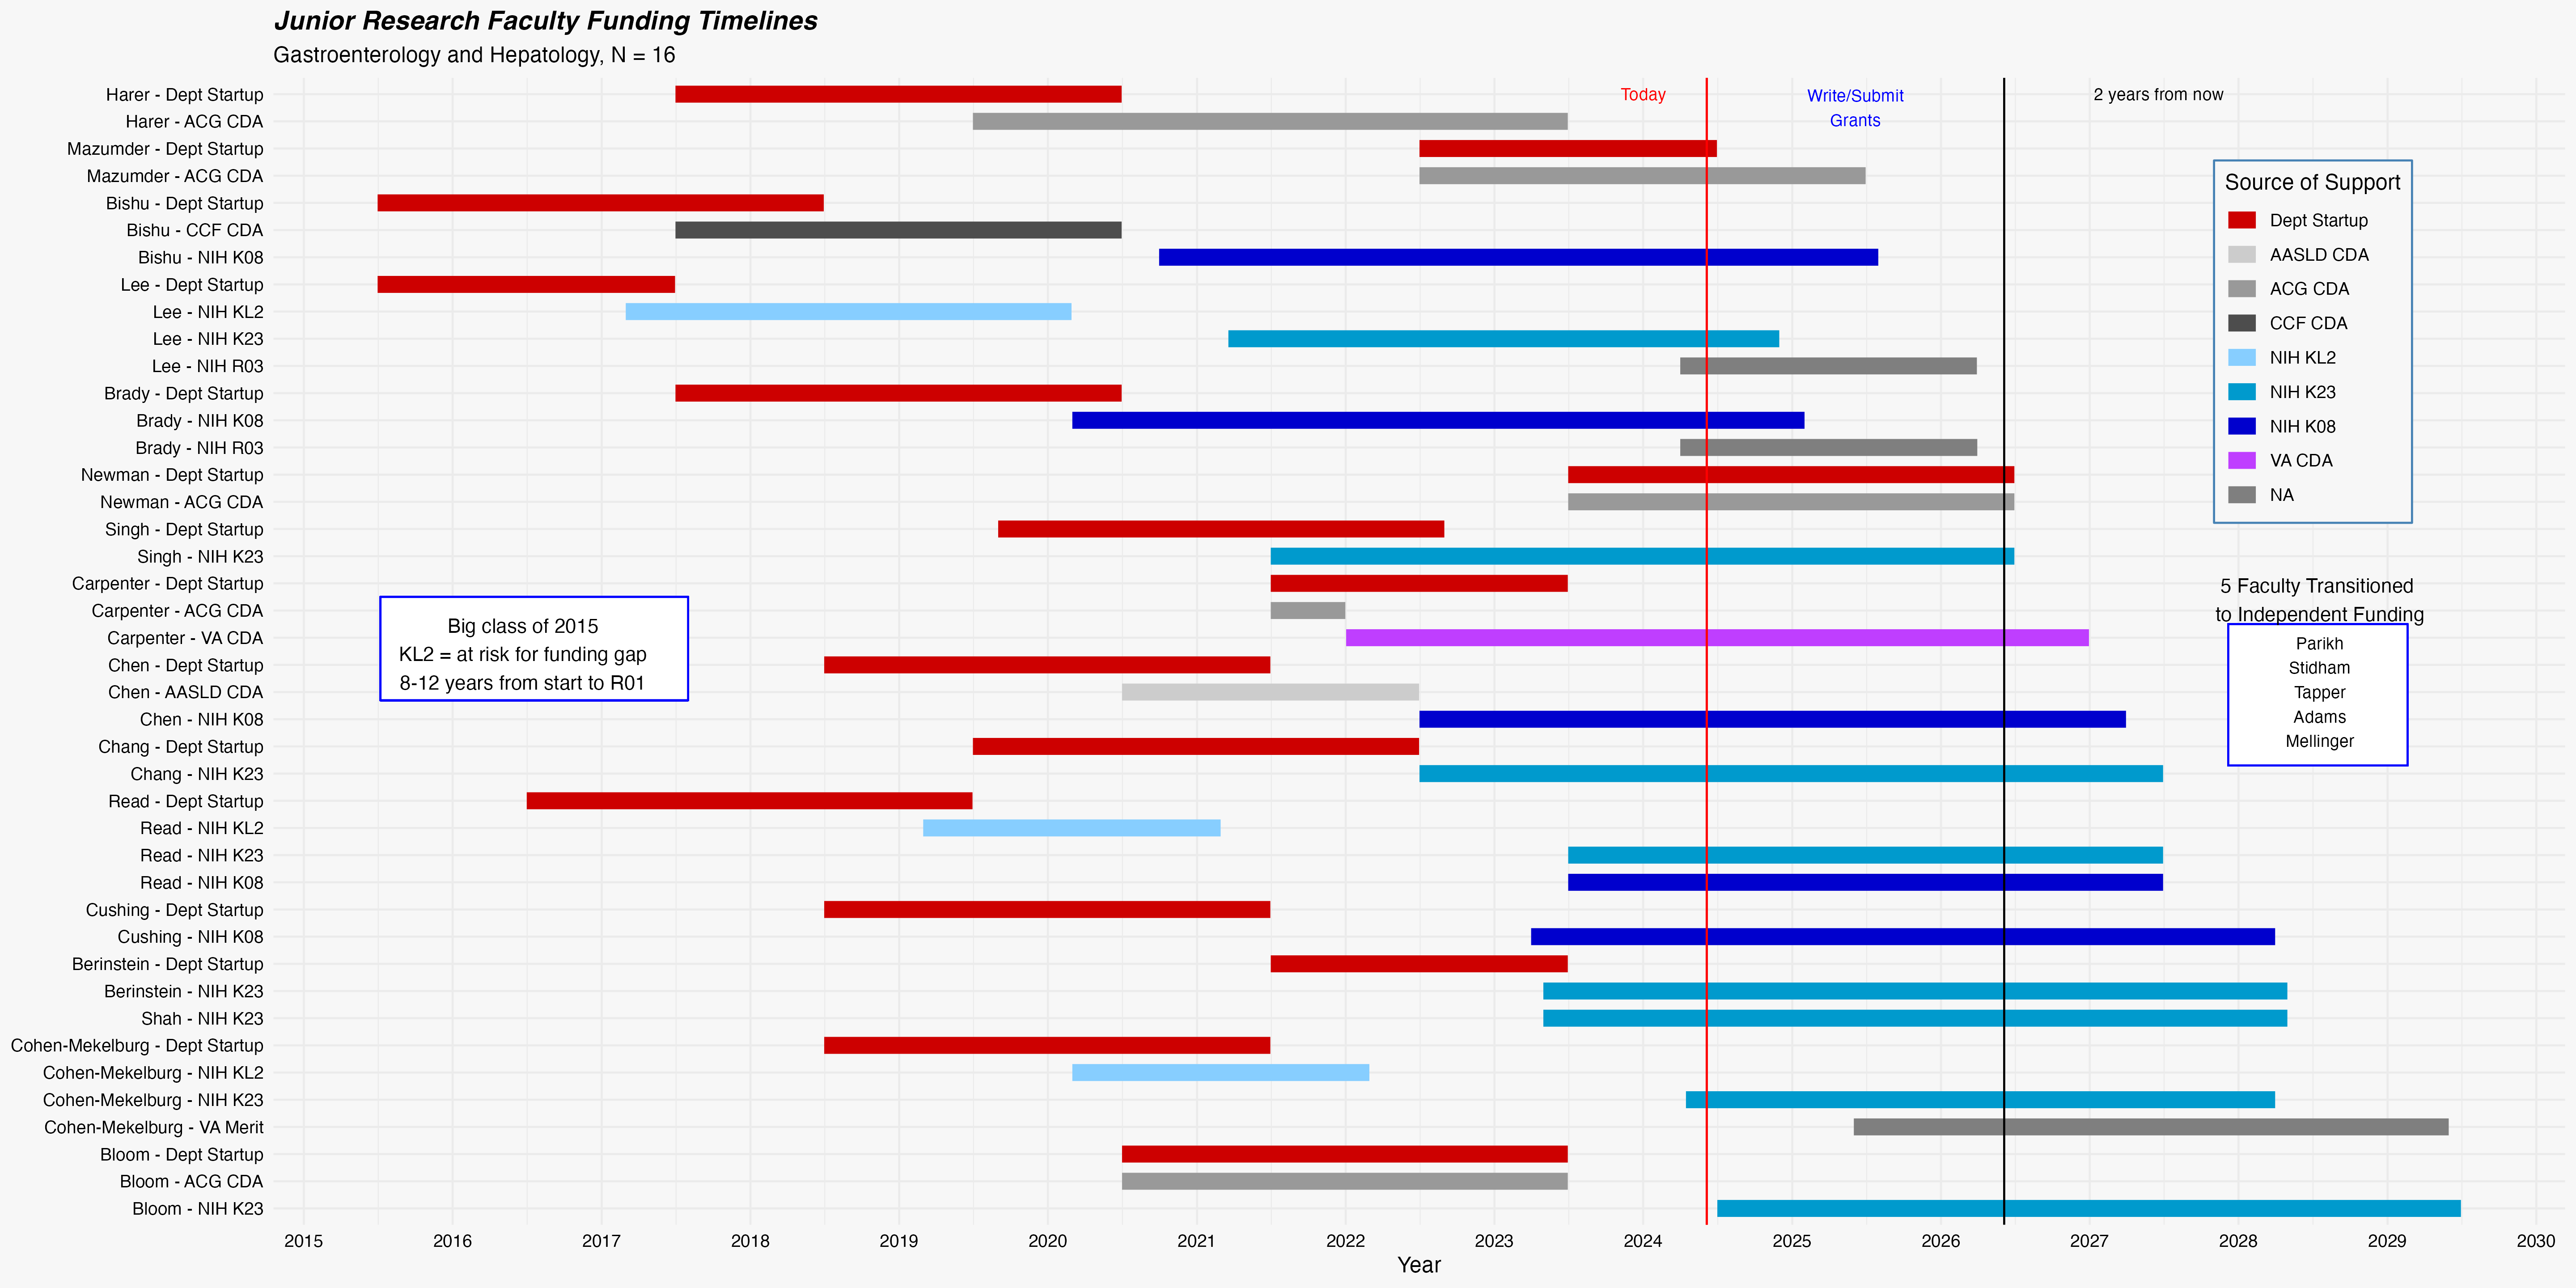 Junior Research Faculty Funding Timelines
Gastroenterology and Hepatology, N = 16
Harer - Dept Startup
Harer - ACG CDA
Mazumder - Dept Startup
Mazumder - ACG CDA
Bishu - Dept Startup
Bishu - CCF CDA
Bishu - NIH K08
Lee - Dept Startup
Lee - NIH KL2
Lee - NIH K23
Lee - NIH R03
Brady - Dept Startup
Brady - NIH K08
Brady - NIH R03
Newman - Dept Startup
Newman - ACG CDA
Singh - Dept Startup
Singh - NIH K23
Carpenter - Dept Startup
Carpenter - ACG CDA
Carpenter - VA CDA
Chen - Dept Startup
Chen - AASLD CDA
Chen - NIH K08
Chang - Dept Startup
Chang - NIH K23
Read - Dept Startup
Read - NIH KL2
Read - NIH K23
Read - NIH K08
Cushing - Dept Startup
Cushing - NIH K08
Berinstein - Dept Startup
Berinstein - NIH K23
Shah - NIH K23
Cohen-Mekelburg - Dept Startup
Cohen-Mekelburg - NIH KL2
Cohen-Mekelburg - NIH K23
Cohen-Mekelburg - VA Merit
Bloom - Dept Startup
Bloom - ACG CDA
Bloom - NIH K23
Today
Write/Submit
Grants
2 years from now
Source of Support
Dept Startup
AASLD CDA
ACG CDA
CCF CDA
NIH KL2
NIH K23
NIH K08
VA CDA
NA
Big class of 2015
KL2 = at risk for funding gap
8-12 years from start to R01
5 Faculty Transitioned
to Independent Funding
Parikh
Stidham
Tapper
Adams
Mellinger
2015 2016 2017 2018 2019 2020 2021 2022 2023 2024 2025 2026 2027 2028 2029 2030
Year